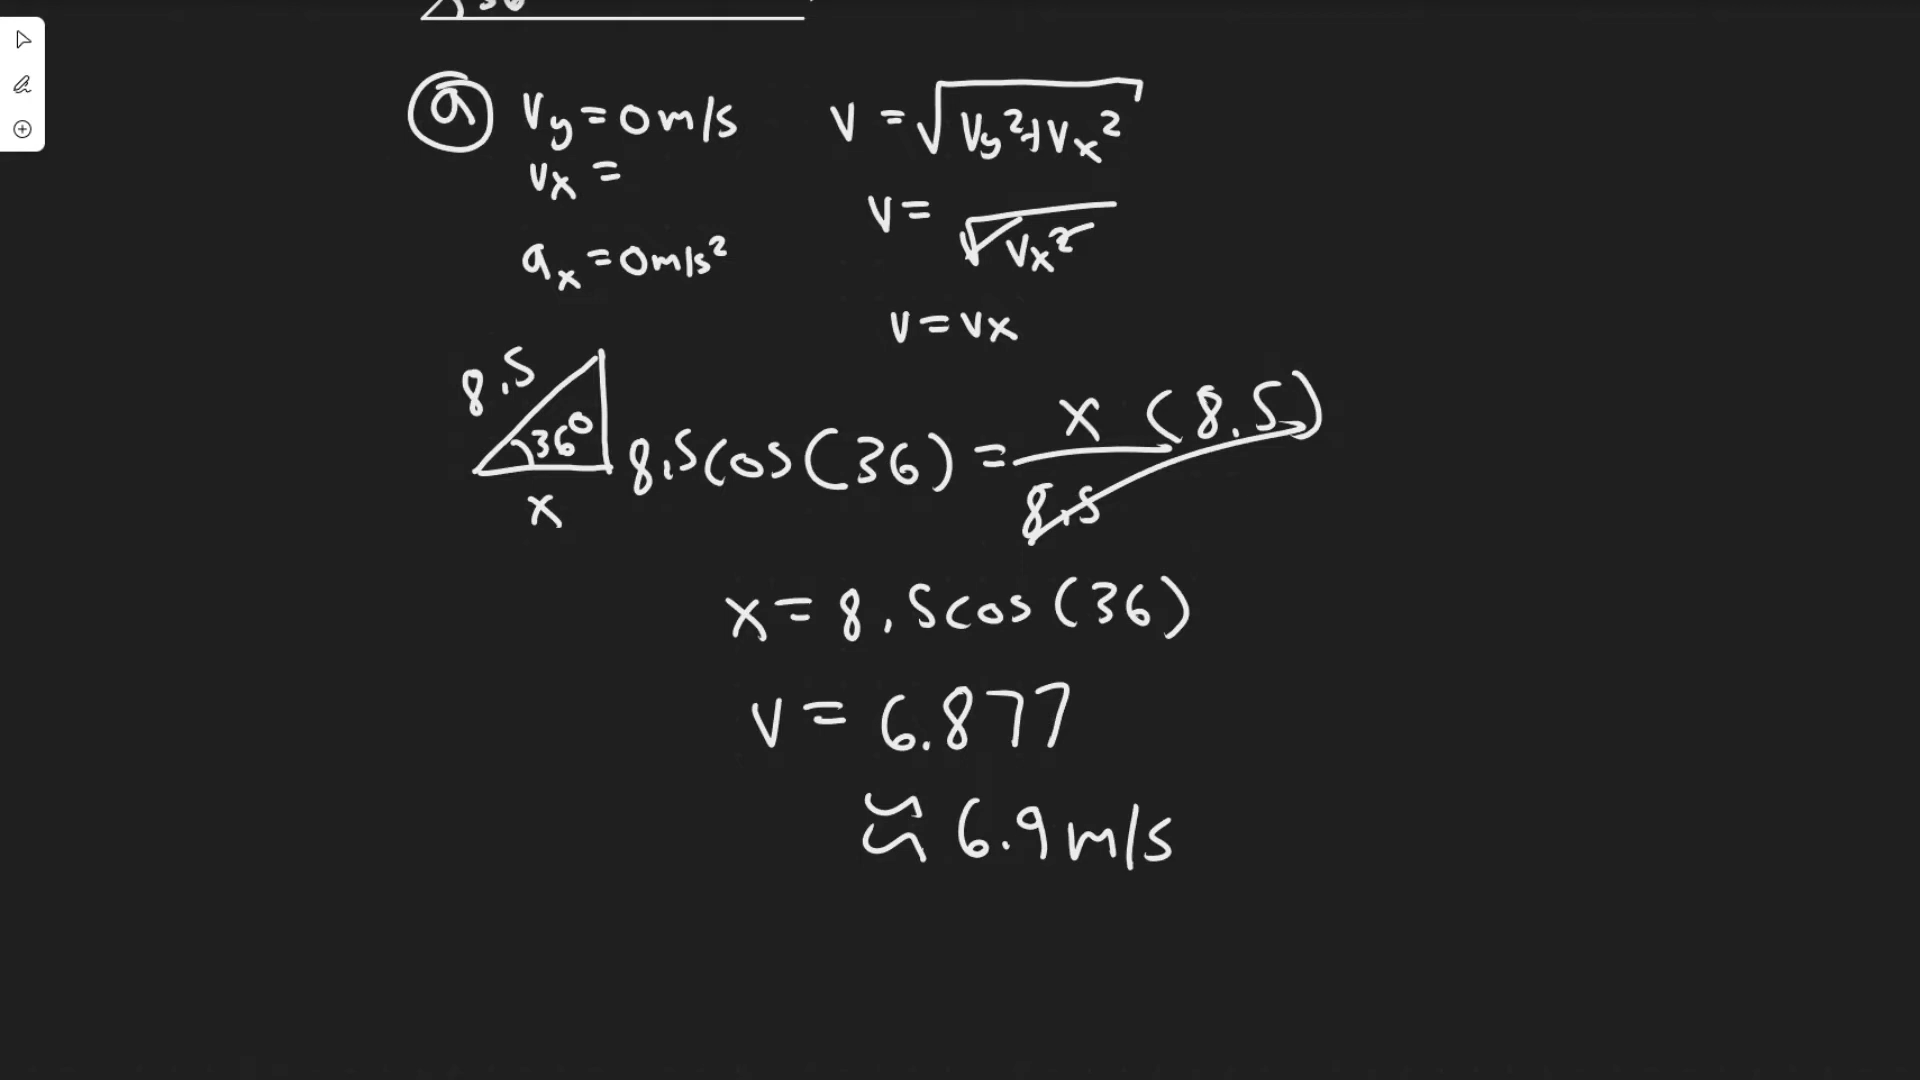 36
a
Vy = 0 m/s
Vx =
ax = 0 m/s²
V = √(Vy² + Vx²)
V = √Vx²
V = Vx
8.5
36°
x
8.5cos(36) = x/8.5 (8.5)
x = 8.5cos(36)
V = 6.877
≈ 6.9 m/s